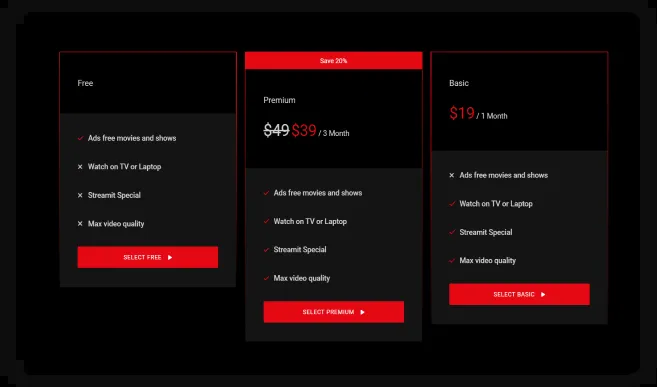 Free
Ads free movies and shows
Watch on TV or Laptop
Streamit Special
Max video quality
SELECT FREE
Save 20%
Premium
$49 $39 / 3 Month
Ads free movies and shows
Watch on TV or Laptop
Streamit Special
Max video quality
SELECT PREMIUM
Basic
$19 / 1 Month
Ads free movies and shows
Watch on TV or Laptop
Streamit Special
Max video quality
SELECT BASIC